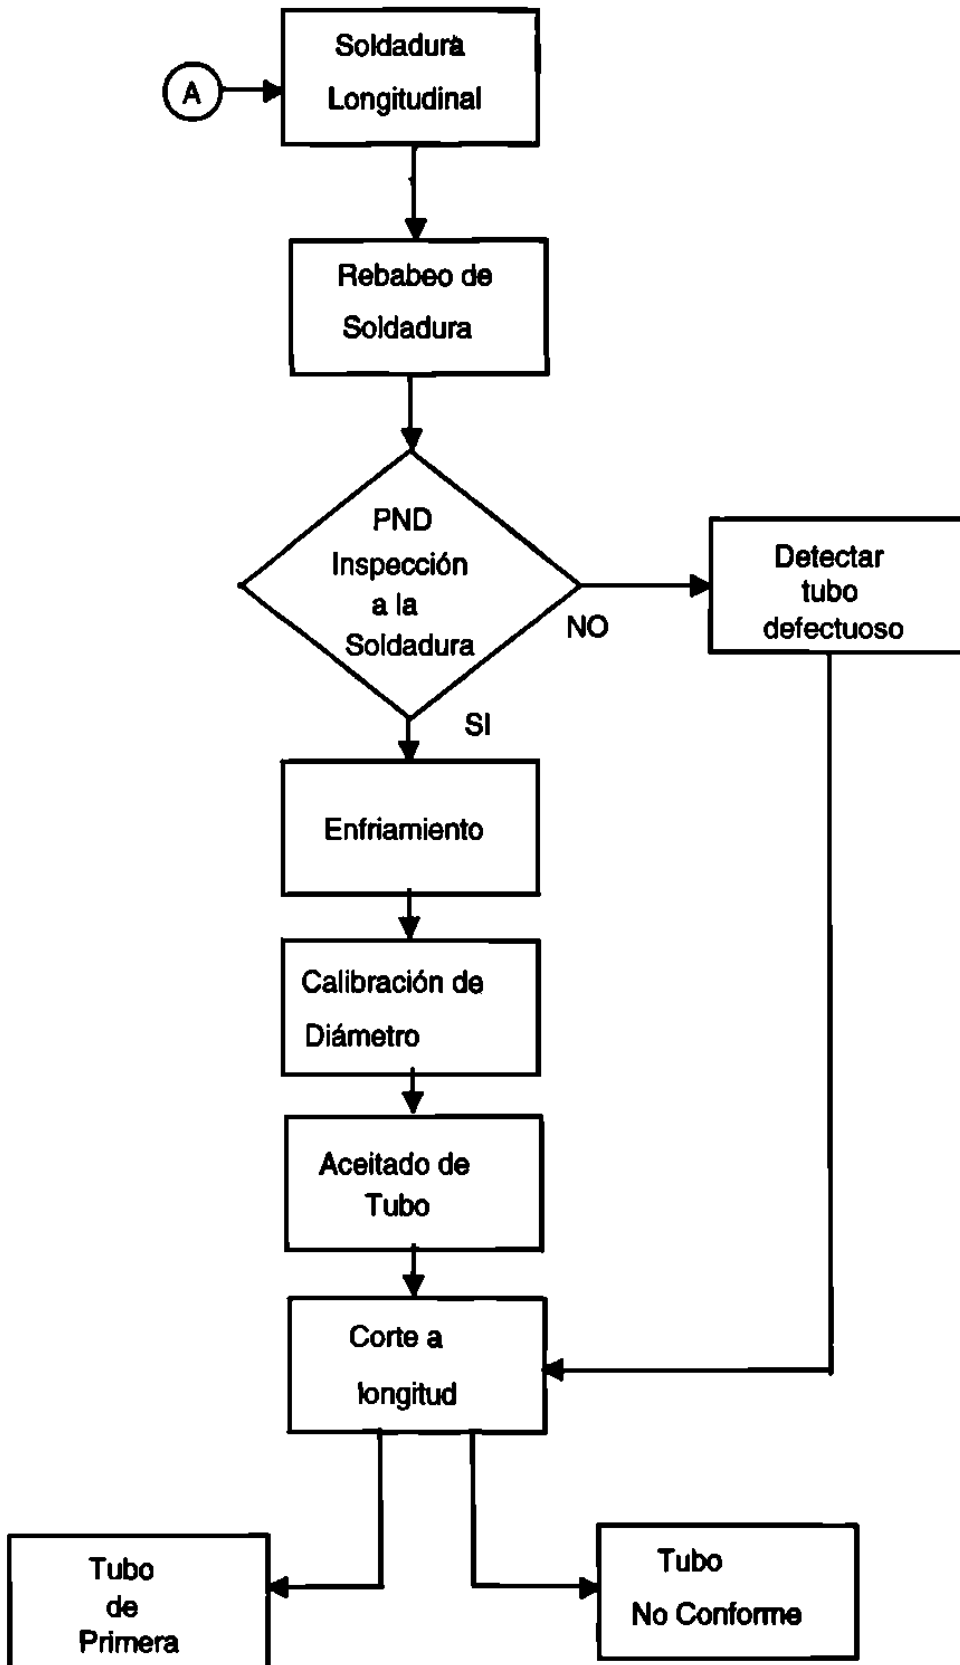 Soldadura
Longitudinal
A
Rebabeo de
Soldadura
PND
Inspección
a la
Soldadura
NO
Detectar
tubo
defectuoso
SI
Enfriamiento
Calibración de
Diámetro
Aceitado de
Tubo
Corte a
longitud
Tubo
de
Primera
Tubo
No Conforme